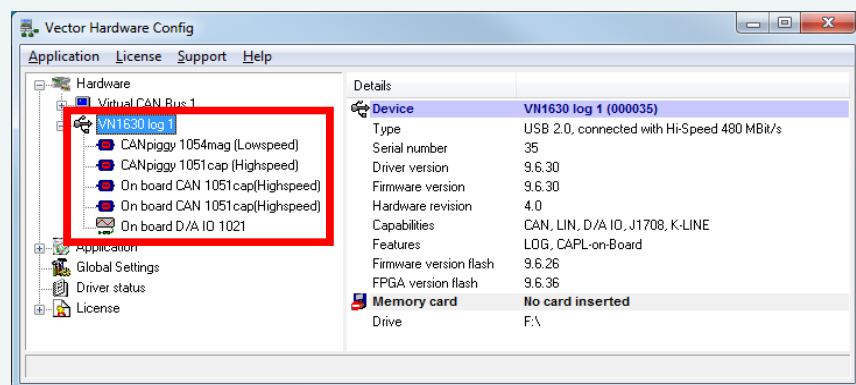 Vector Hardware Config
Application License Support Help
Hardware
Virtual CAN Bus 1
VN1630 log 1
CANpiggy 1054mag (Lowspeed)
CANpiggy 1051cap (Highspeed)
On board CAN 1051cap(Highspeed)
On board CAN 1051cap(Highspeed)
On board D/A IO 1021
Application
Global Settings
Driver status
License
Details
Device VN1630 log 1 (000035)
Type USB 2.0, connected with Hi-Speed 480 MBit/s
Serial number 35
Driver version 9.6.30
Firmware version 9.6.30
Hardware revision 4.0
Capabilities CAN, LIN, D/A IO, J1708, K-LINE
Features LOG, CAPL-on-Board
Firmware version flash 9.6.26
FPGA version flash 9.6.36
Memory card No card inserted
Drive F:\